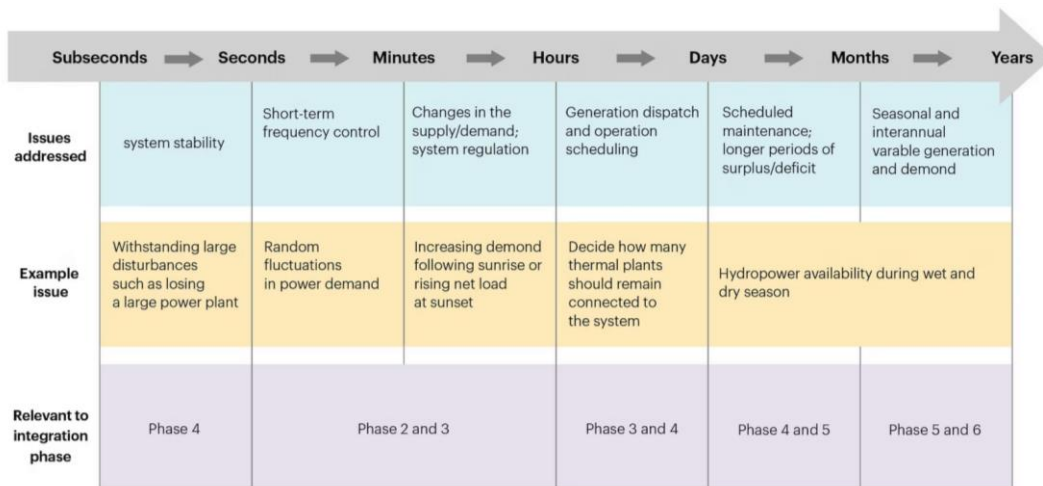 Subseconds Seconds Minutes Hours Days Months Years
Issues
addressed
system stability
Short-term
frequency control
Changes in the
supply/demand;
system regulation
Generation dispatch
and operation
scheduling
Scheduled
maintenance;
longer periods of
surplus/deficit
Seasonal and
interannual
varable generation
and demond
Example
issue
Withstanding large
disturbances
such as losing
a large power plant
Random
fluctuations
in power demand
Increasing demond
following sunrise or
rising net load
at sunset
Decide how many
thermal plants
should remain
connected to
the system
Hydropower availability during wet and
dry season
Relevant to
integration
phase
Phase 4
Phase 2 and 3
Phase 3 and 4
Phase 4 and 5
Phase 5 and 6